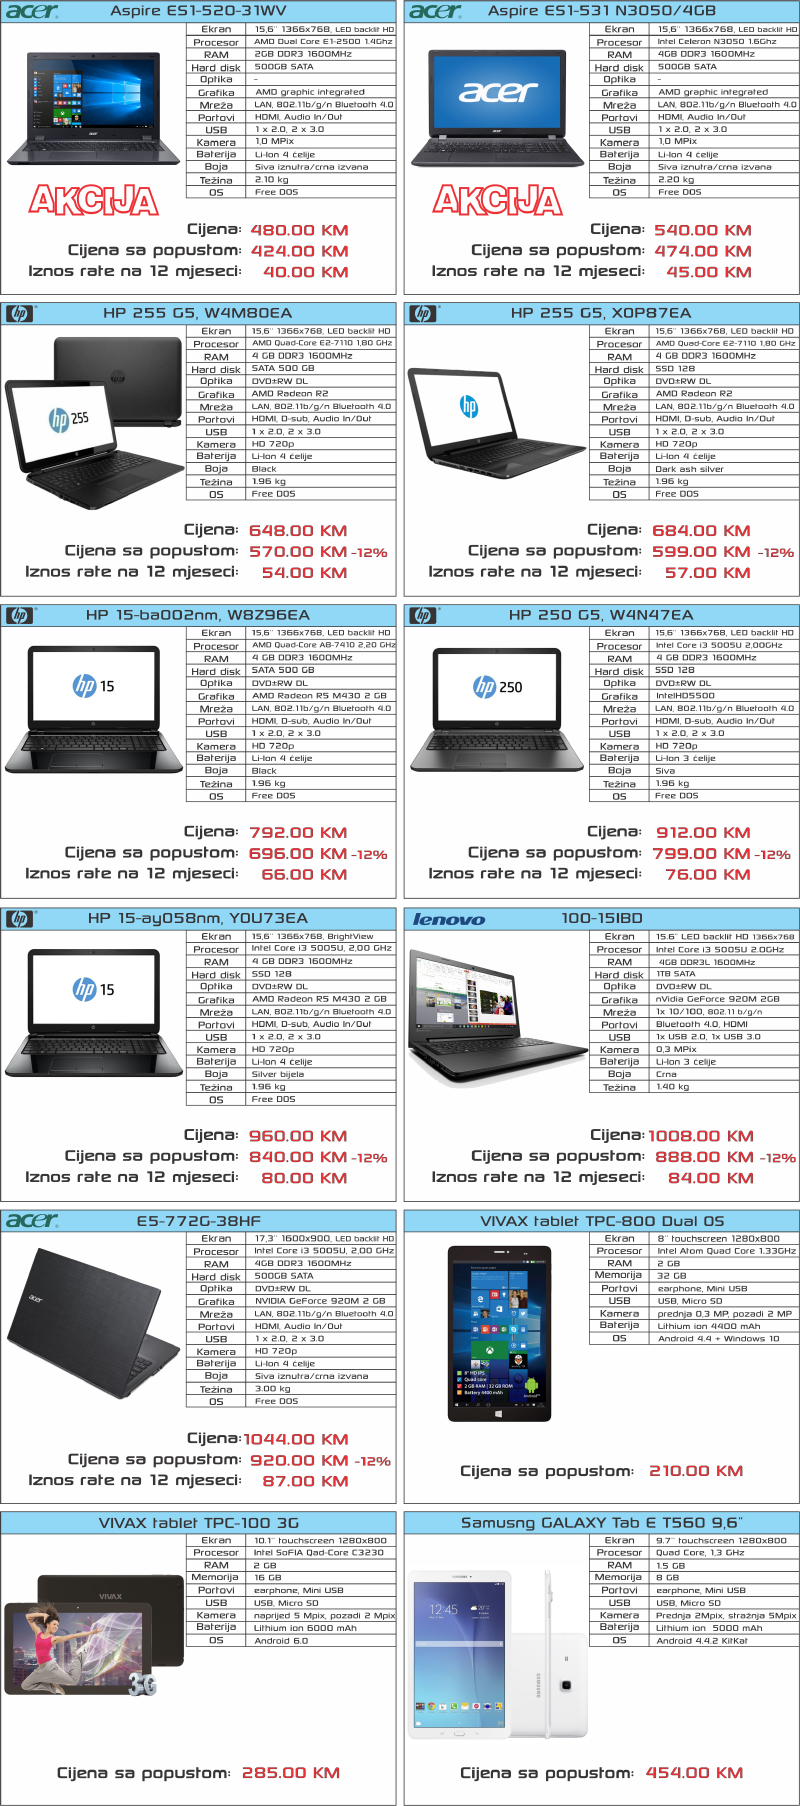 acer Aspire ES1-520-31WV
Ekran 15,6" 1366x768, LED backlit HD
Procesor AMD Dual Core E1-2500 1.4Ghz
RAM 2GB DDR3 1600MHz
Hard disk 500GB SATA
Optika -
Grafika AMD graphic integrated
Mreža LAN, 802.11b/g/n Bluetooth 4.0
Portovi HDMI, Audio In/Out
USB 1 x 2.0, 2 x 3.0
Kamera 1,0 MPix
Baterija Li-Ion 4 ćelije
Boja Siva iznutra/crna izvana
Težina 2.10 kg
OS Free DOS
AKCIJA
Cijena: 480.00 KM
Cijena sa popustom: 424.00 KM
Iznos rate na 12 mjeseci: 40.00 KM
acer Aspire ES1-531 N3050/4GB
acer
Ekran 15,6" 1366x768, LED backlit HD
Procesor Intel Celeron N3050 1.6Ghz
RAM 4GB DDR3 1600MHz
Hard disk 500GB SATA
Optika -
Grafika AMD graphic integrated
Mreža LAN, 802.11b/g/n Bluetooth 4.0
Portovi HDMI, Audio In/Out
USB 1 x 2.0, 2 x 3.0
Kamera 1,0 MPix
Baterija Li-Ion 4 ćelije
Boja Siva iznutra/crna izvana
Težina 2.20 kg
OS Free DOS
AKCIJA
Cijena: 540.00 KM
Cijena sa popustom: 474.00 KM
Iznos rate na 12 mjeseci: 45.00 KM
hp HP 255 G5, W4M80EA
hp 255
Ekran 15,6" 1366x768, LED backlit HD
Procesor AMD Quad-Core E2-7110 1,80 GHz
RAM 4 GB DDR3 1600MHz
Hard disk SATA 500 GB
Optika DVD±RW DL
Grafika AMD Radeon R2
Mreža LAN, 802.11b/g/n Bluetooth 4.0
Portovi HDMI, D-sub, Audio In/Out
USB 1 x 2.0, 2 x 3.0
Kamera HD 720p
Baterija Li-Ion 4 ćelije
Boja Black
Težina 1.96 kg
OS Free DOS
Cijena: 648.00 KM
Cijena sa popustom: 570.00 KM -12%
Iznos rate na 12 mjeseci: 54.00 KM
hp HP 255 G5, X0P87EA
hp
Ekran 15,6" 1366x768, LED backlit HD
Procesor AMD Quad-Core E2-7110 1,80 GHz
RAM 4 GB DDR3 1600MHz
Hard disk SSD 128
Optika DVD±RW DL
Grafika AMD Radeon R2
Mreža LAN, 802.11b/g/n Bluetooth 4.0
Portovi HDMI, D-sub, Audio In/Out
USB 1 x 2.0, 2 x 3.0
Kamera HD 720p
Baterija Li-Ion 4 ćelije
Boja Dark ash silver
Težina 1.96 kg
OS Free DOS
Cijena: 684.00 KM
Cijena sa popustom: 599.00 KM -12%
Iznos rate na 12 mjeseci: 57.00 KM
hp HP 15-ba002nm, W8Z96EA
hp 15
Ekran 15,6" 1366x768, LED backlit HD
Procesor AMD Quad-Core A8-7410 2,20 GHz
RAM 4 GB DDR3 1600MHz
Hard disk SATA 500 GB
Optika DVD±RW DL
Grafika AMD Radeon R5 M430 2 GB
Mreža LAN, 802.11b/g/n Bluetooth 4.0
Portovi HDMI, D-sub, Audio In/Out
USB 1 x 2.0, 2 x 3.0
Kamera HD 720p
Baterija Li-Ion 4 ćelije
Boja Black
Težina 1.96 kg
OS Free DOS
Cijena: 792.00 KM
Cijena sa popustom: 696.00 KM -12%
Iznos rate na 12 mjeseci: 66.00 KM
hp HP 250 G5, W4N47EA
hp 250
Ekran 15,6" 1366x768, LED backlit HD
Procesor Intel Core i3 5005U 2,00GHz
RAM 4 GB DDR3 1600MHz
Hard disk SSD 128
Optika DVD±RW DL
Grafika IntelHD5500
Mreža LAN, 802.11b/g/n Bluetooth 4.0
Portovi HDMI, D-sub, Audio In/Out
USB 1 x 2.0, 2 x 3.0
Kamera HD 720p
Baterija Li-Ion 3 ćelije
Boja Siva
Težina 1.96 kg
OS Free DOS
Cijena: 912.00 KM
Cijena sa popustom: 799.00 KM -12%
Iznos rate na 12 mjeseci: 76.00 KM
hp HP 15-ay058nm, Y0U73EA
hp 15
Ekran 15,6" 1366x768, BrightView
Procesor Intel Core i3 5005U, 2,00 GHz
RAM 4 GB DDR3 1600MHz
Hard disk SSD 128
Optika DVD±RW DL
Grafika AMD Radeon R5 M430 2 GB
Mreža LAN, 802.11b/g/n Bluetooth 4.0
Portovi HDMI, D-sub, Audio In/Out
USB 1 x 2.0, 2 x 3.0
Kamera HD 720p
Baterija Li-Ion 4 ćelije
Boja Silver bijela
Težina 1.96 kg
OS Free DOS
Cijena: 960.00 KM
Cijena sa popustom: 840.00 KM -12%
Iznos rate na 12 mjeseci: 80.00 KM
lenovo 100-15IBD
Ekran 15.6" LED backlit HD 1366x768
Procesor Intel Core i3 5005U 2.0GHz
RAM 4GB DDR3L 1600MHz
Hard disk 1TB SATA
Optika DVD±RW DL
Grafika nVidia GeForce 920M 2GB
Mreža 1x 10/100, 802.11 b/g/n
Portovi Bluetooth 4.0, HDMI
USB 1x USB 2.0, 1x USB 3.0
Kamera 0,3 MPix
Baterija Li-Ion 3 ćelije
Boja Crna
Težina 1.40 kg
Cijena: 1008.00 KM
Cijena sa popustom: 888.00 KM -12%
Iznos rate na 12 mjeseci: 84.00 KM
acer E5-772G-38HF
acer
Ekran 17,3" 1600x900, LED backlit HD
Procesor Intel Core i3 5005U, 2,00 GHz
RAM 4GB DDR3 1600MHz
Hard disk 500GB SATA
Optika DVD±RW DL
Grafika NVIDIA GeForce 920M 2 GB
Mreža LAN, 802.11b/g/n Bluetooth 4.0
Portovi HDMI, Audio In/Out
USB 1 x 2.0, 2 x 3.0
Kamera HD 720p
Baterija Li-Ion 4 ćelije
Boja Siva iznutra/crna izvana
Težina 3.00 kg
OS Free DOS
Cijena: 1044.00 KM
Cijena sa popustom: 920.00 KM -12%
Iznos rate na 12 mjeseci: 87.00 KM
VIVAX tablet TPC-800 Dual OS
8" HD IPS
Quad core
2 GB RAM | 32 GB ROM
Battery 4400 mAh
Ekran 8" touchscreen 1280x800
Procesor Intel Atom Quad Core 1.33GHz
RAM 2 GB
Memorija 32 GB
Portovi earphone, Mini USB
USB USB, Micro SD
Kamera prednja 0,3 MP, pozadi 2 MP
Baterija Lithium ion 4400 mAh
OS Android 4.4 + Windows 10
Cijena sa popustom: 210.00 KM
VIVAX tablet TPC-100 3G
VIVAX
3G
Ekran 10.1" touchscreen 1280x800
Procesor Intel SoFIA Qad-Core C3230
RAM 2 GB
Memorija 16 GB
Portovi earphone, Mini USB
USB USB, Micro SD
Kamera naprijed 5 Mpix, pozadi 2 Mpix
Baterija Lithium ion 6000 mAh
OS Android 6.0
Cijena sa popustom: 285.00 KM
Samusng GALAXY Tab E T560 9,6"
12:45
SAMSUNG
Ekran 9.7" touchscreen 1280x800
Procesor Quad Core, 1,3 GHz
RAM 1.5 GB
Memorija 8 GB
Portovi earphone, Mini USB
USB USB, Micro SD
Kamera Prednja 2Mpix, stražnja 5Mpix
Baterija Lithium ion 5000 mAh
OS Android 4.4.2 KitKat
Cijena sa popustom: 454.00 KM